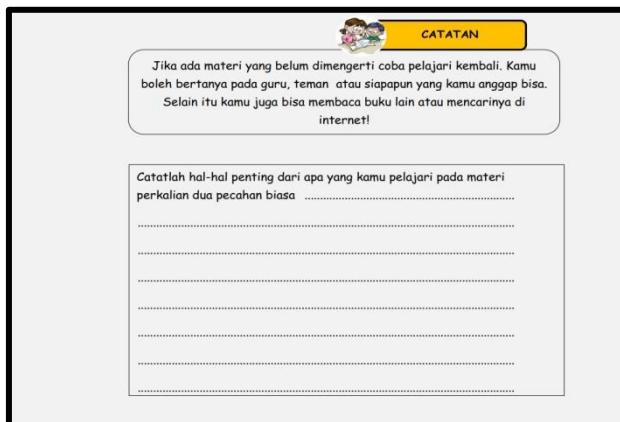 CATATAN
Jika ada materi yang belum dimengerti coba pelajari kembali. Kamu
boleh bertanya pada guru, teman atau siapapun yang kamu anggap bisa.
Selain itu kamu juga bisa membaca buku lain atau mencarinya di
internet!
Catatlah hal-hal penting dari apa yang kamu pelajari pada materi
perkalian dua pecahan biasa ......................................................................
..............................................................................................................................
..............................................................................................................................
..............................................................................................................................
..............................................................................................................................
..............................................................................................................................
..............................................................................................................................
..............................................................................................................................